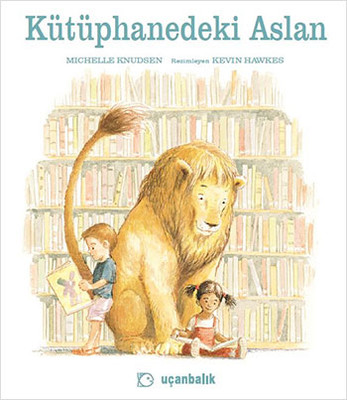 Kütüphanedeki Aslan
MICHELLE KNUDSEN Resimleyen KEVIN HAWKES
uçanbalık